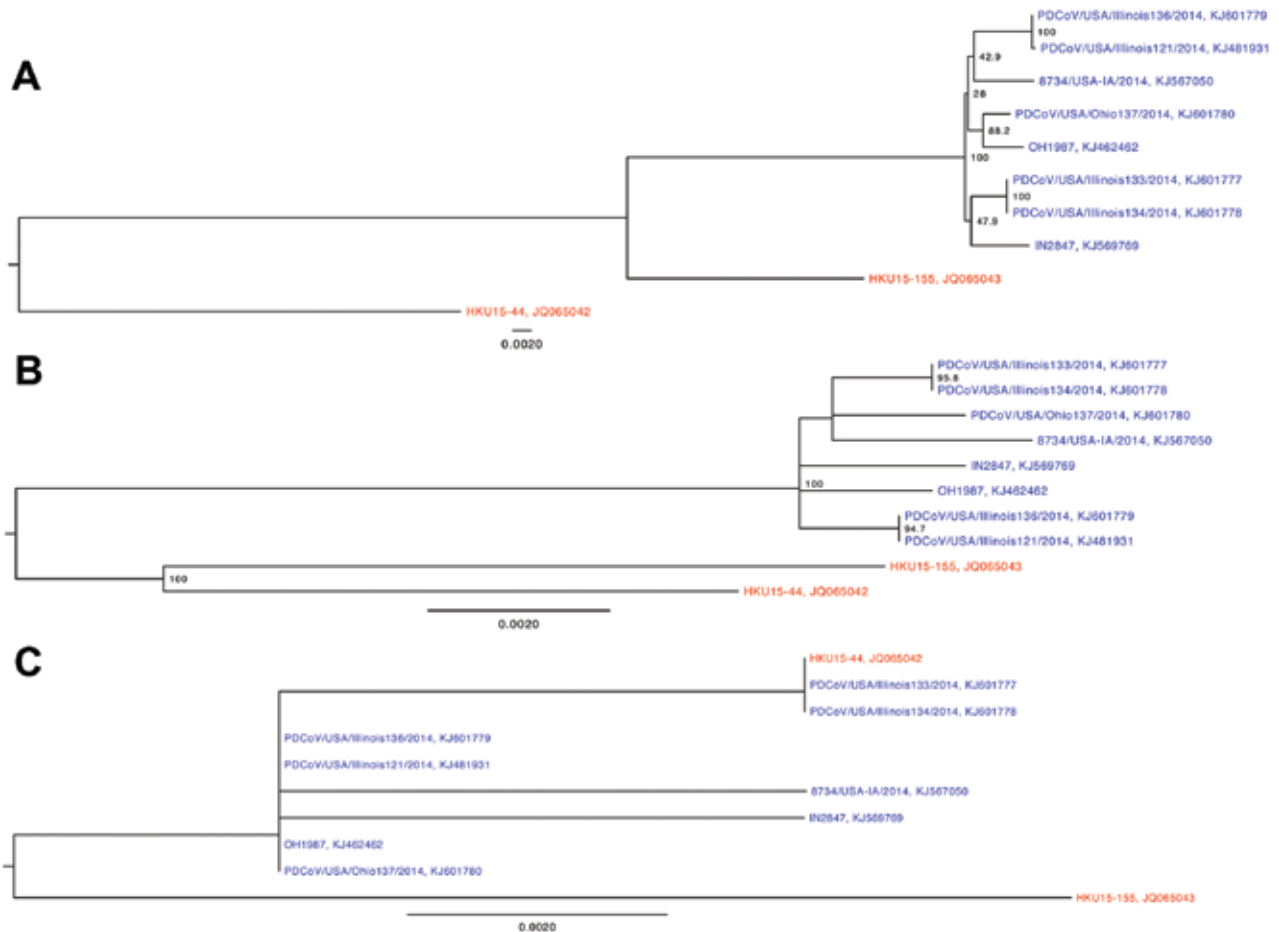 A
PDCoV/USA/Illinois136/2014, KJ601779
100
PDCoV/USA/Illinois121/2014, KJ481931
42.9
8734/USA-IA/2014, KJ567050
28
PDCoV/USA/Ohio137/2014, KJ601780
88.2
OH1987, KJ462462
100
PDCoV/USA/Illinois133/2014, KJ601777
100
PDCoV/USA/Illinois134/2014, KJ601778
47.9
IN2847, KJ569769
HKU15-155, JQ065043
HKU15-44, JQ065042
0.0020
B
PDCoV/USA/Illinois133/2014, KJ601777
95.8
PDCoV/USA/Illinois134/2014, KJ601778
PDCoV/USA/Ohio137/2014, KJ601780
8734/USA-IA/2014, KJ567050
IN2847, KJ569769
100
OH1987, KJ462462
PDCoV/USA/Illinois136/2014, KJ601779
94.7
PDCoV/USA/Illinois121/2014, KJ481931
HKU15-155, JQ065043
100
HKU15-44, JQ065042
0.0020
C
HKU15-44, JQ065042
PDCoV/USA/Illinois133/2014, KJ601777
PDCoV/USA/Illinois134/2014, KJ601778
PDCoV/USA/Illinois136/2014, KJ601779
PDCoV/USA/Illinois121/2014, KJ481931
8734/USA-IA/2014, KJ567050
IN2847, KJ569769
OH1987, KJ462462
PDCoV/USA/Ohio137/2014, KJ601780
HKU15-155, JQ065043
0.0020